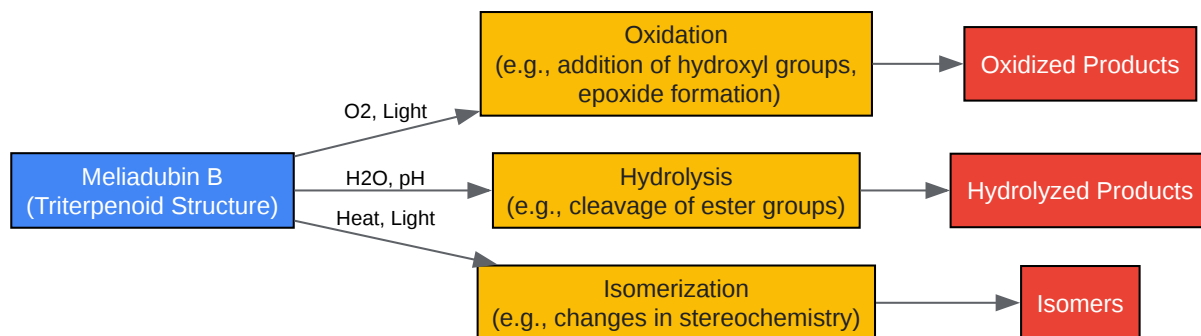 Oxidation
(e.g., addition of hydroxyl groups,
epoxide formation)
Oxidized Products
O2, Light
Meliadubin B
(Triterpenoid Structure)
H2O, pH
Hydrolysis
(e.g., cleavage of ester groups)
Hydrolyzed Products
Heat, Light
Isomerization
(e.g., changes in stereochemistry)
Isomers